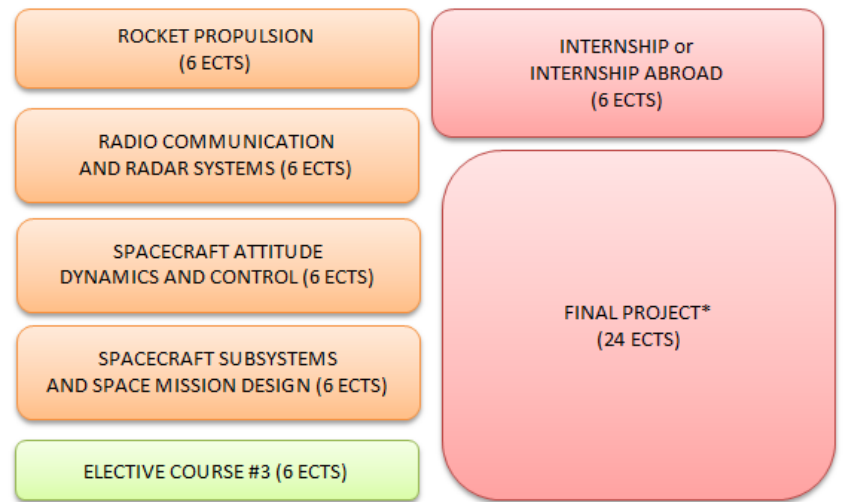 ROCKET PROPULSION
(6 ECTS)
RADIO COMMUNICATION
AND RADAR SYSTEMS (6 ECTS)
SPACECRAFT ATTITUDE
DYNAMICS AND CONTROL (6 ECTS)
SPACECRAFT SUBSYSTEMS
AND SPACE MISSION DESIGN (6 ECTS)
ELECTIVE COURSE #3 (6 ECTS)
INTERNSHIP or
INTERNSHIP ABROAD
(6 ECTS)
FINAL PROJECT*
(24 ECTS)